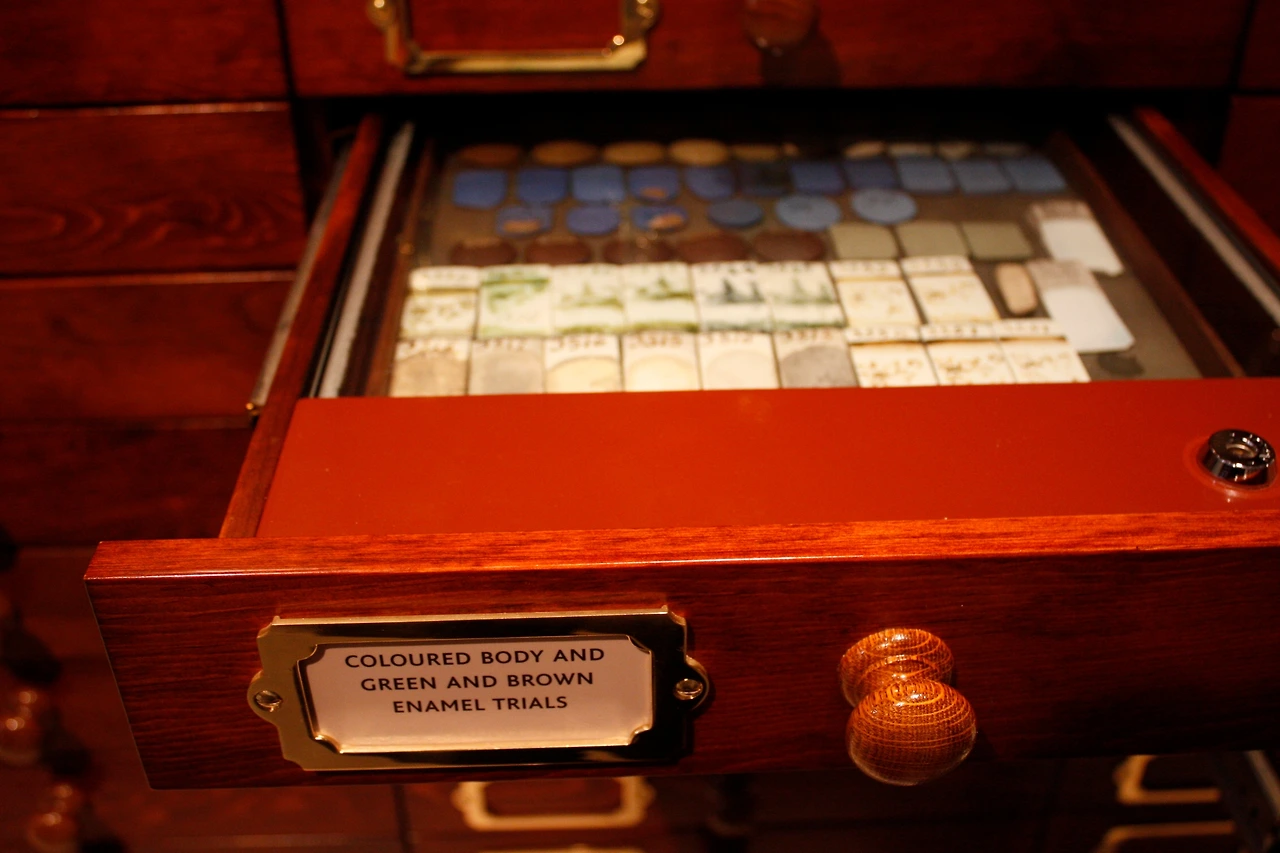 COLOURED BODY AND
GREEN AND BROWN
ENAMEL TRIALS